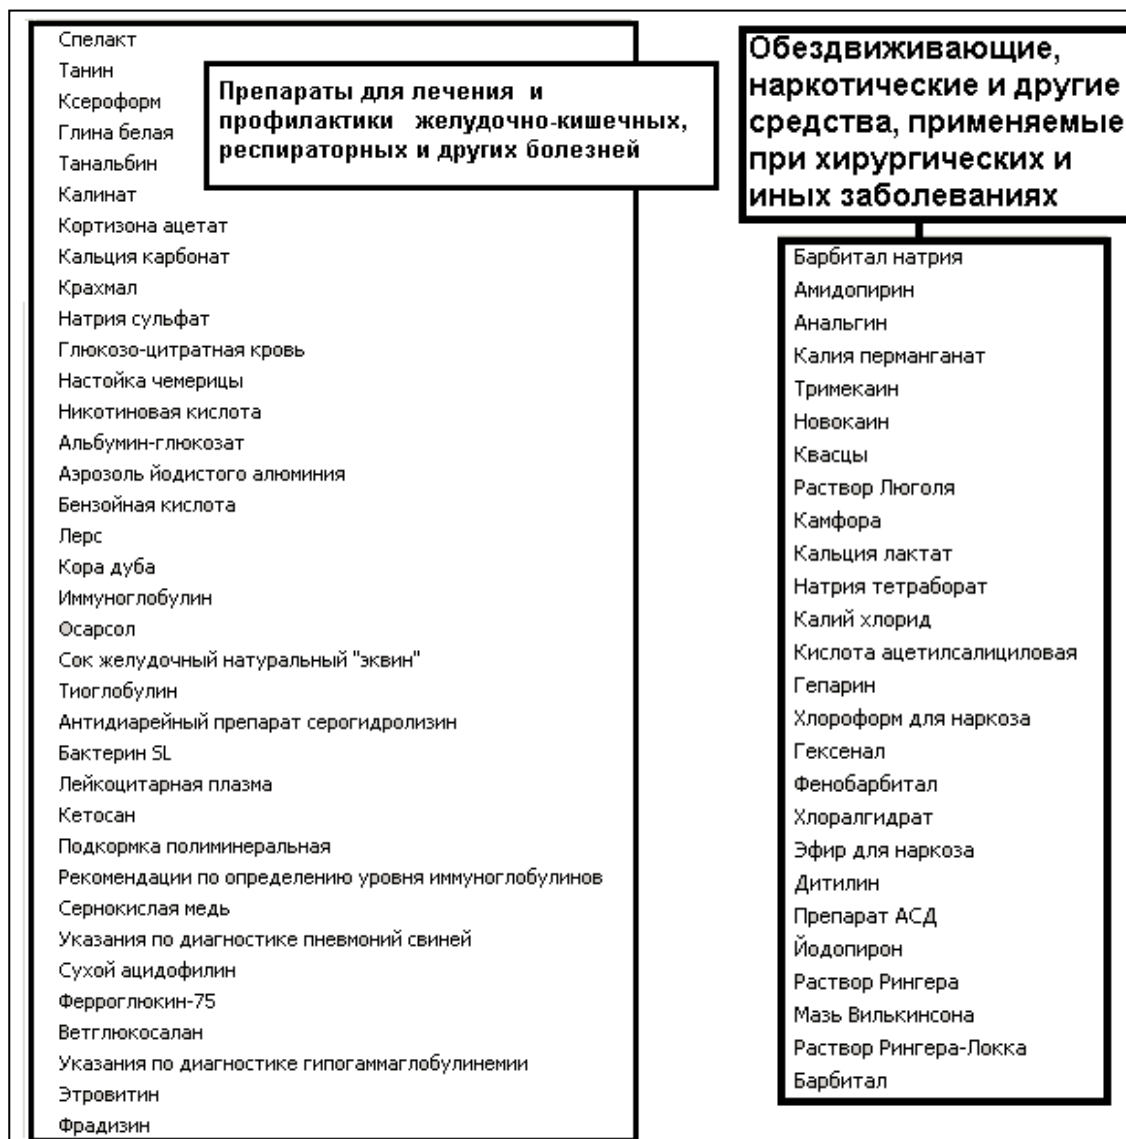 Препараты для лечения и
профилактики желудочно-кишечных,
респираторных и других болезней
Спелакт
Танин
Ксероформ
Глина белая
Танальбин
Калинат
Кортизона ацетат
Кальция карбонат
Крахмал
Натрия сульфат
Глюкозо-цитратная кровь
Настойка чемерицы
Никотиновая кислота
Альбумин-глюкозат
Аэрозоль йодистого алюминия
Бензойная кислота
Лерс
Кора дуба
Иммуноглобулин
Осарсол
Сок желудочный натуральный "эквин"
Тиоглобулин
Антидиарейный препарат серогидролизин
Бактерин SL
Лейкоцитарная плазма
Кетосан
Подкормка полиминеральная
Рекомендации по определению уровня иммуноглобулинов
Сернокислая медь
Указания по диагностике пневмоний свиней
Сухой ацидофилин
Ферроглюкин-75
Ветглюкосалан
Указания по диагностике гипогаммаглобулинемии
Этровитин
Фрадизин
Обездвиживающие,
наркотические и другие
средства, применяемые
при хирургических и
иных заболеваниях
Барбитал натрия
Амидопирин
Анальгин
Калия перманганат
Тримекаин
Новокаин
Квасцы
Раствор Люголя
Камфора
Кальция лактат
Натрия тетраборат
Калий хлорид
Кислота ацетилсалициловая
Гепарин
Хлороформ для наркоза
Гексенал
Фенобарбитал
Хлоралгидрат
Эфир для наркоза
Дитилин
Препарат АСД
Йодопирон
Раствор Рингера
Мазь Вилькинсона
Раствор Рингера-Локка
Барбитал